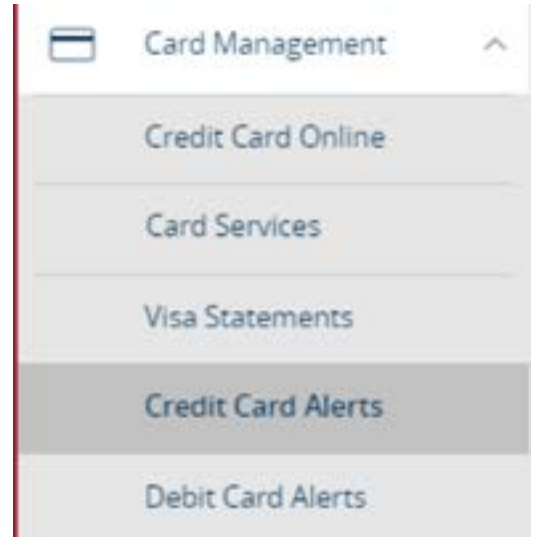 Card Management
Credit Card Online
Card Services
Visa Statements
Credit Card Alerts
Debit Card Alerts